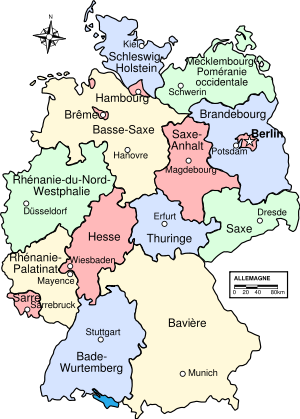 Kiel
Schleswig-
Holstein
Mecklembourg-
Poméranie
occidentale
Schwerin
Hambourg
Brême
Basse-Saxe
Hanovre
Brandebourg
Berlin
Potsdam
Saxe-
Anhalt
Magdebourg
Rhénanie-du-Nord-
Westphalie
Düsseldorf
Erfurt
Thuringe
Dresde
Saxe
Hesse
Wiesbaden
Rhénanie-
Palatinat
Mayence
Sarre
Sarrebruck
ALLEMAGNE
0 20 40 80km
Bavière
Stuttgart
Bade-
Wurtemberg
Munich